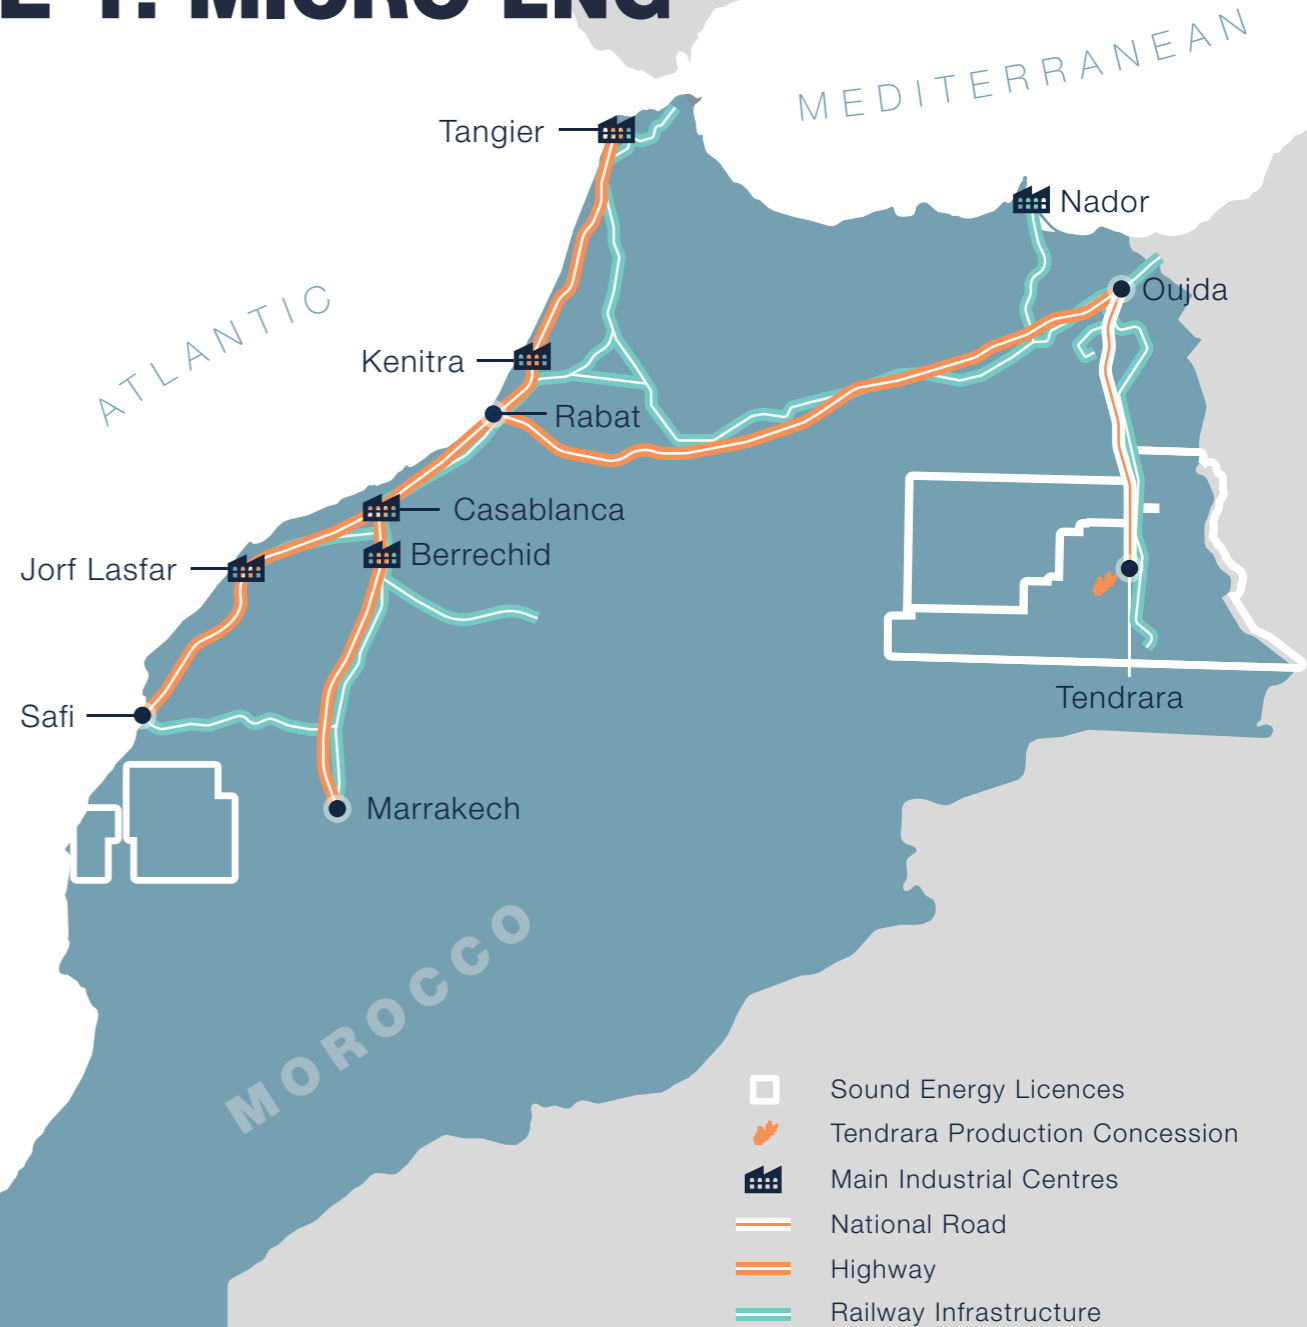 MEDITERRANEAN
Tangier
Nador
Oujda
ATLANTIC
Kenitra
Rabat
Casablanca
Berrechid
Jorf Lasfar
Tendrara
Safi
Marrakech
MOROCCO
Sound Energy Licences
Tendrara Production Concession
Main Industrial Centres
National Road
Highway
Railway Infrastructure